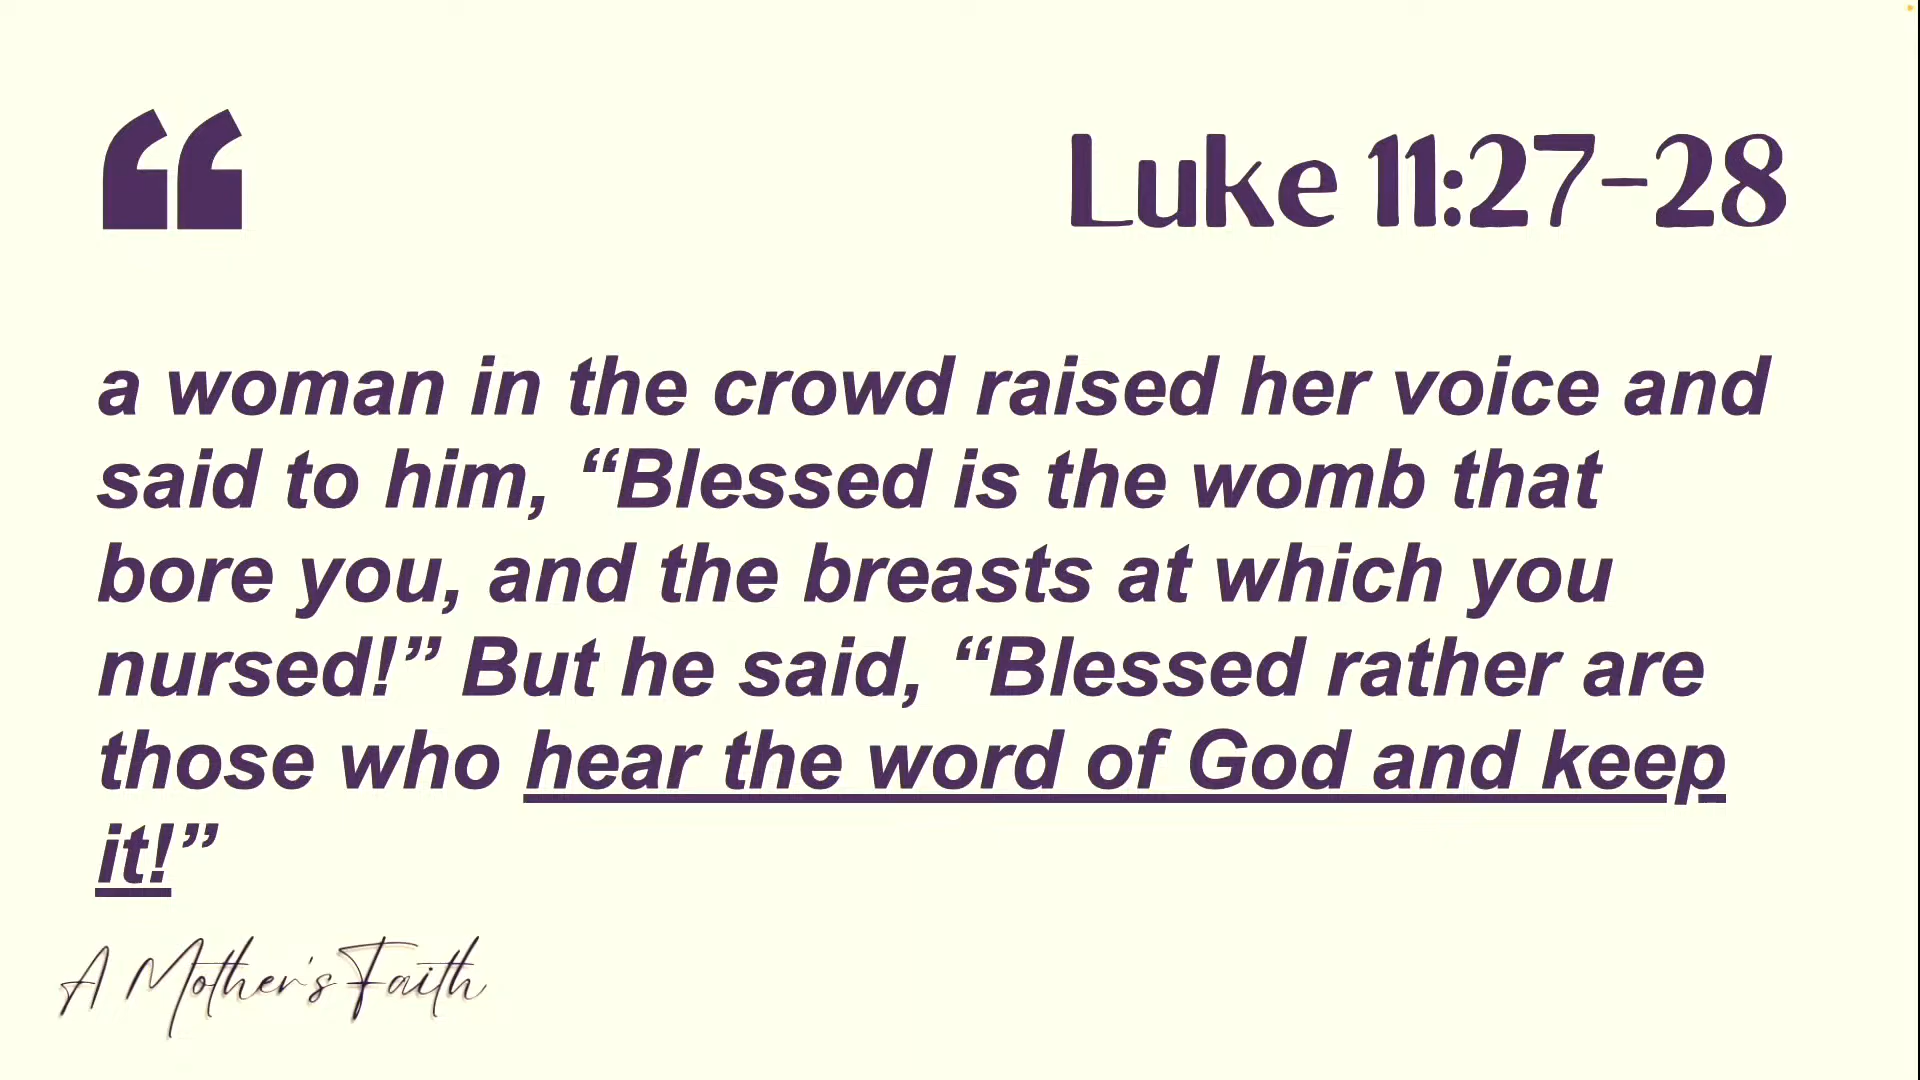 “
Luke 11:27-28
a woman in the crowd raised her voice and
said to him, “Blessed is the womb that
bore you, and the breasts at which you
nursed!” But he said, “Blessed rather are
those who hear the word of God and keep
it!”
A Mother's Faith